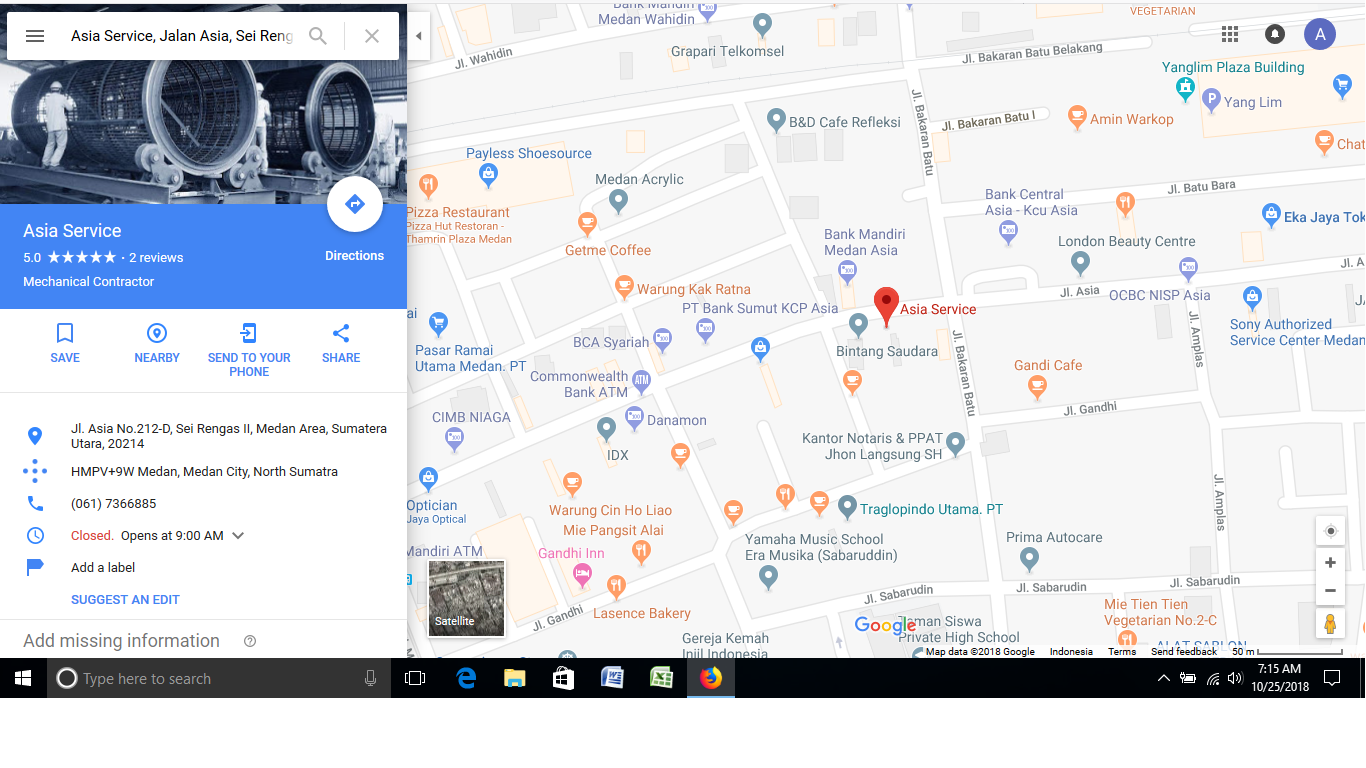 Asia Service, Jalan Asia, Sei Reng
Asia Service
5.0 ★★★★★ · 2 reviews
Mechanical Contractor
Directions
SAVE
NEARBY
SEND TO YOUR
PHONE
SHARE
Jl. Asia No.212-D, Sei Rengas II, Medan Area, Sumatera
Utara, 20214
HMPV+9W Medan, Medan City, North Sumatra
(061) 7366885
Closed. Opens at 9:00 AM
Add a label
SUGGEST AN EDIT
Add missing information
Bank Mandiri
Medan Wahidin
VEGETARIAN
Grapari Telkomsel
Jl. Wahidin
Jl. Bakaran Batu Belakang
A
Yanglim Plaza Building
P
Yang Lim
Jl. Bakaran Batu
B&D Cafe Refleksi
Jl. Bakaran Batu I
Amin Warkop
Chat
Payless Shoesource
Medan Acrylic
Jl. Batu Bara
Pizza Restaurant
Pizza Hut Restoran -
Thamrin Plaza Medan
Getme Coffee
Bank Central
Asia - Kcu Asia
Eka Jaya Tok
Bank Mandiri
Medan Asia
London Beauty Centre
Jl. A
Warung Kak Ratna
PT Bank Sumut KCP Asia
Asia Service
Jl. Asia
OCBC NISP Asia
JA
ai
Pasar Ramai
Utama Medan. PT
BCA Syariah
Bintang Saudara
Jl. Bakaran Batu
Jl. Amplas
Sony Authorized
Service Center Medan
Commonwealth
Bank ATM
ATM
Gandi Cafe
CIMB NIAGA
Danamon
Jl. Gandhi
IDX
Kantor Notaris & PPAT
Jhon Langsung SH
Optician
Jaya Optical
Warung Cin Ho Liao
Mie Pangsit Alai
Traglopindo Utama. PT
Jl. Amplas
Mandiri ATM
Gandhi Inn
Yamaha Music School
Era Musika (Sabaruddin)
Prima Autocare
Satellite
Jl. Gandhi
Lasence Bakery
Jl. Sabarudin
Jl. Sabarudin
Jl. Sabarudin
Mie Tien Tien
Vegetarian No.2-C
Google
Taman Siswa
Private High School
Gereja Kemah
Injil Indonesia
ALAT SABLON
Map data ©2018 Google
Indonesia
Terms
Send feedback
50 m
Type here to search
7:15 AM
10/25/2018